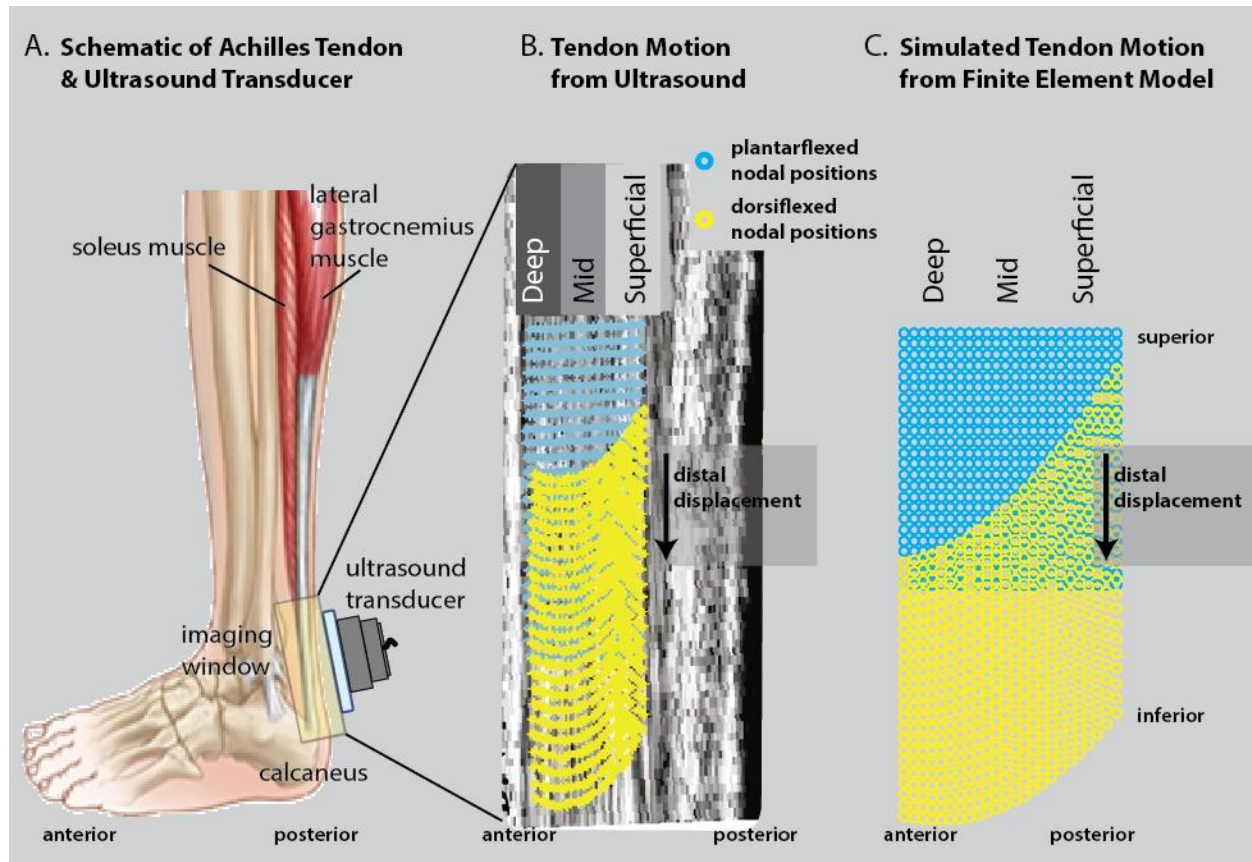 A. Schematic of Achilles Tendon
& Ultrasound Transducer
lateral
gastrocnemius
muscle
soleus muscle
ultrasound
transducer
imaging
window
calcaneus
anterior
posterior
B. Tendon Motion
from Ultrasound
Deep
Mid
Superficial
plantarflexed
nodal positions
dorsiflexed
nodal positions
distal
displacement
anterior
posterior
C. Simulated Tendon Motion
from Finite Element Model
Deep
Mid
Superficial
superior
distal
displacement
inferior
anterior
posterior